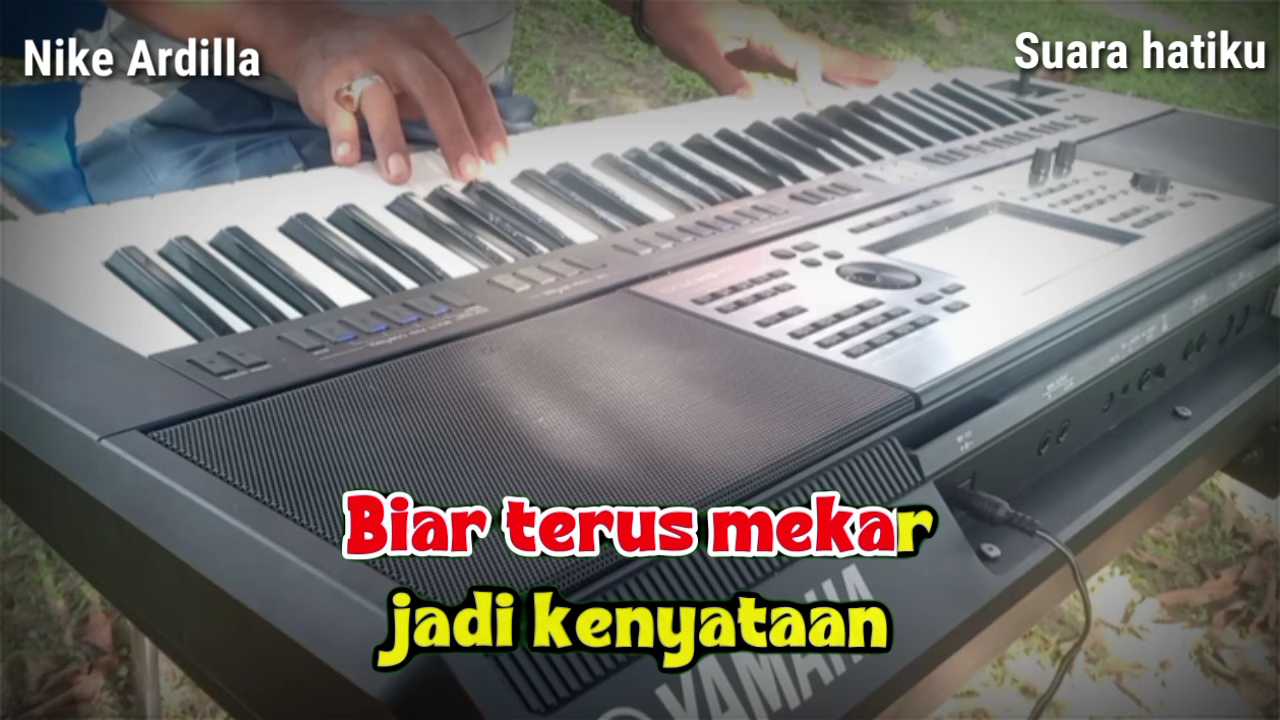 Nike Ardilla
Suara hatiku
Biar terus mekar
jadi kenyataan
YAMAHA